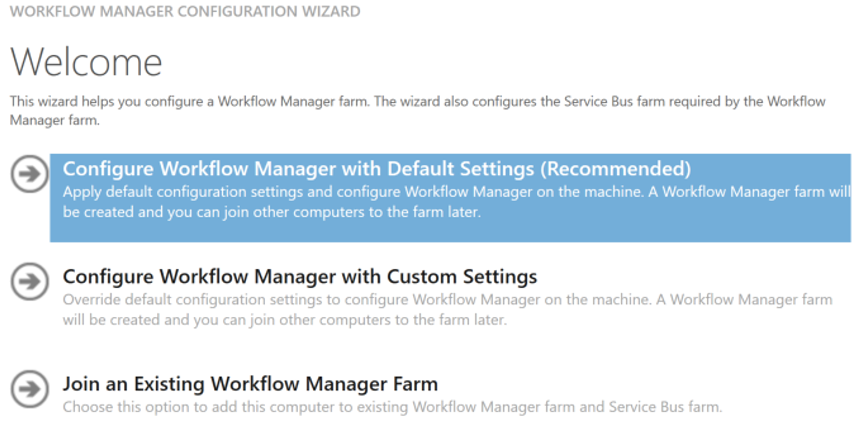 WORKFLOW MANAGER CONFIGURATION WIZARD
Welcome
This wizard helps you configure a Workflow Manager farm. The wizard also configures the Service Bus farm required by the Workflow
Manager farm.
Configure Workflow Manager with Default Settings (Recommended)
Apply default configuration settings and configure Workflow Manager on the machine. A Workflow Manager farm will
be created and you can join other computers to the farm later.
Configure Workflow Manager with Custom Settings
Override default configuration settings to configure Workflow Manager on the machine. A Workflow Manager farm
will be created and you can join other computers to the farm later.
Join an Existing Workflow Manager Farm
Choose this option to add this computer to existing Workflow Manager farm and Service Bus farm.